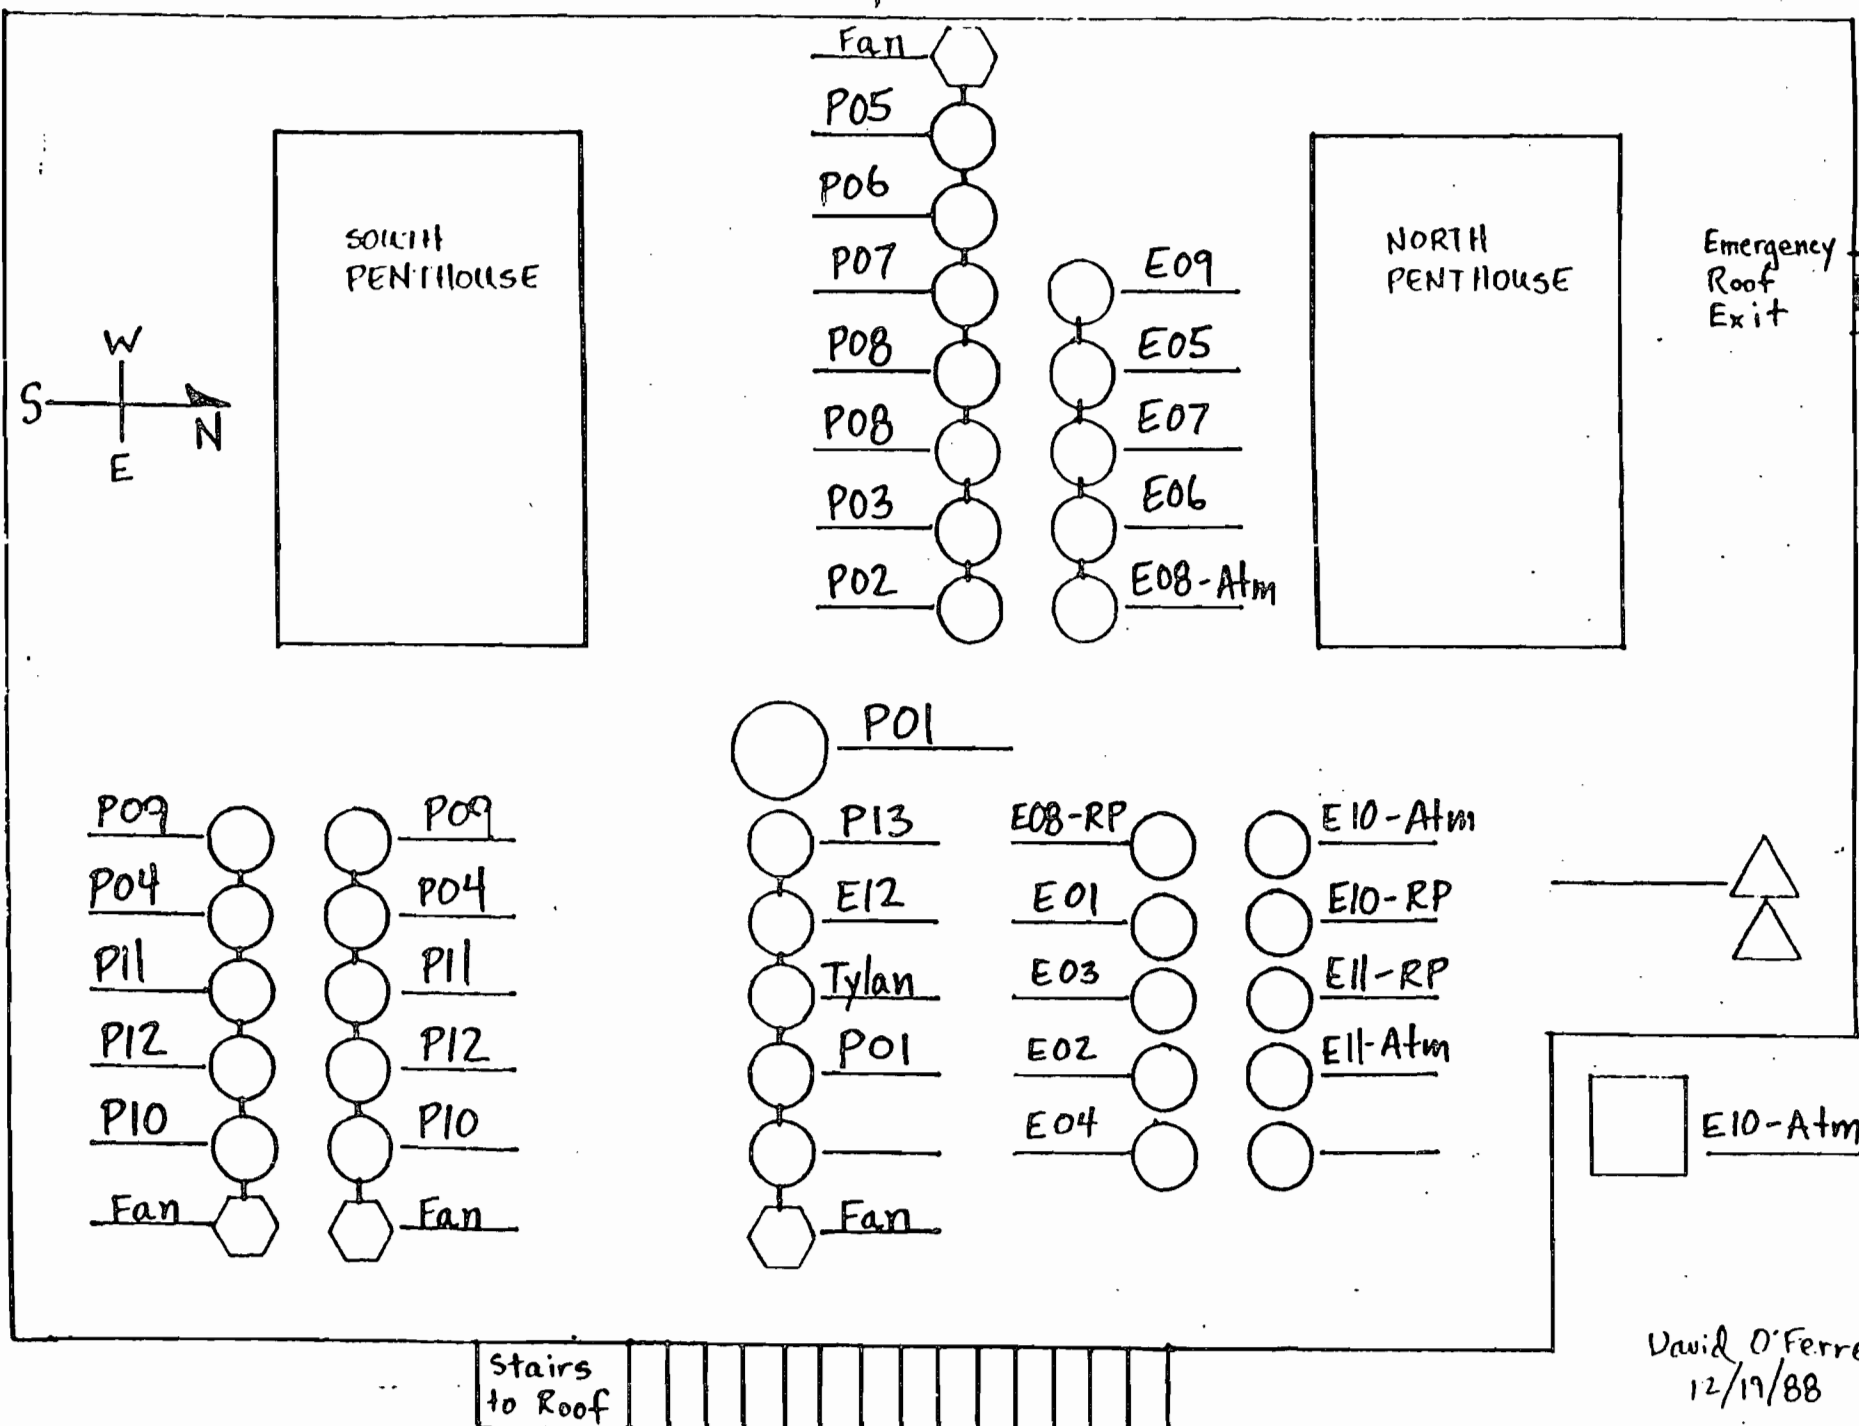 Fan
P05
P06
P07
P08
P08
P03
P02
E09
E05
E07
E06
E08-Atm
SOUTH
PENTHOUSE
NORTH
PENTHOUSE
Emergency
Roof
Exit
W
S
N
E
P01
P09
P04
P11
P12
P10
Fan
P09
P04
P11
P12
P10
Fan
P13
E12
Tylan
P01
Fan
E08-RP
E01
E03
E02
E04
E10-Atm
E10-RP
E11-RP
E11-Atm
E10-Atm
Stairs
to Roof
David O'Ferre